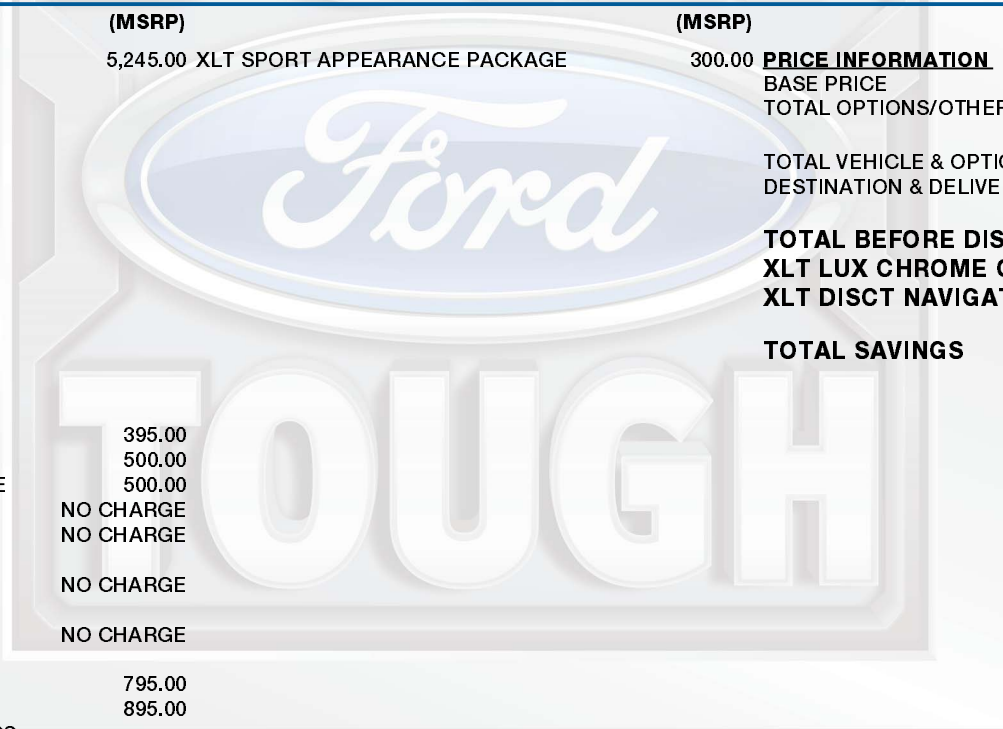 (MSRP) (MSRP)
5,245.00 XLT SPORT APPEARANCE PACKAGE 300.00 PRICE INFORMATION
BASE PRICE
TOTAL OPTIONS/OTHER
TOTAL VEHICLE & OPTIO
DESTINATION & DELIVE
TOTAL BEFORE DIS
XLT LUX CHROME
XLT DISCT NAVIGAT
TOTAL SAVINGS
Ford
TOUGH
395.00
500.00
E 500.00
NO CHARGE
NO CHARGE
NO CHARGE
NO CHARGE
795.00
895.00